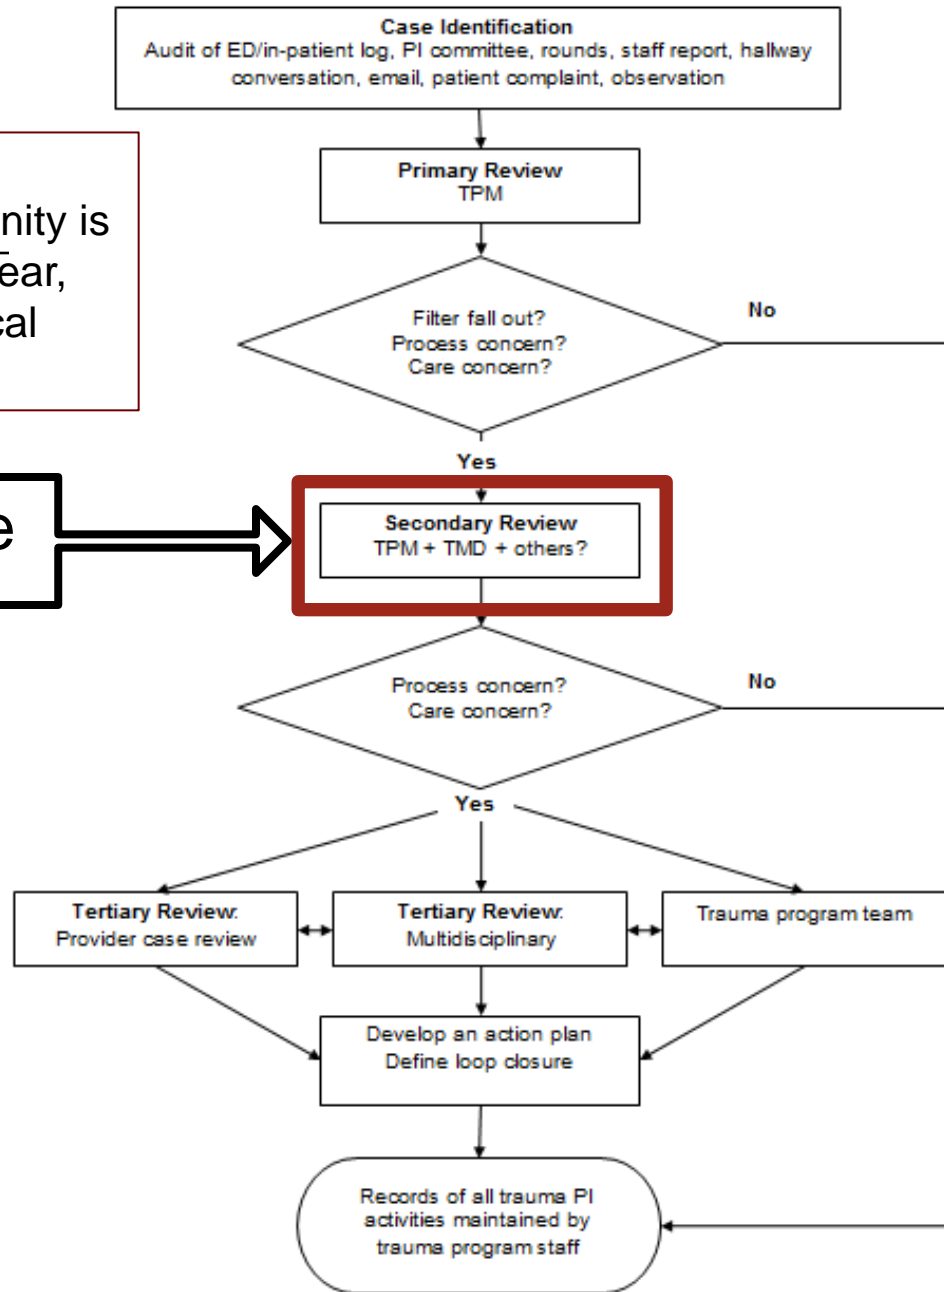 Case Identification
Audit of ED/in-patient log, PI committee, rounds, staff report, hallway
conversation, email, patient complaint, observation
Primary Review
TPM
Filter fall out?
Process concern?
Care concern?
No
Yes
Secondary Review
TPM + TMD + others?
Process concern?
Care concern?
No
Yes
Tertiary Review:
Provider case review
Tertiary Review:
Multidisciplinary
Trauma program team
Develop an action plan
Define loop closure
Records of all trauma PI
activities maintained by
trauma program staff
is